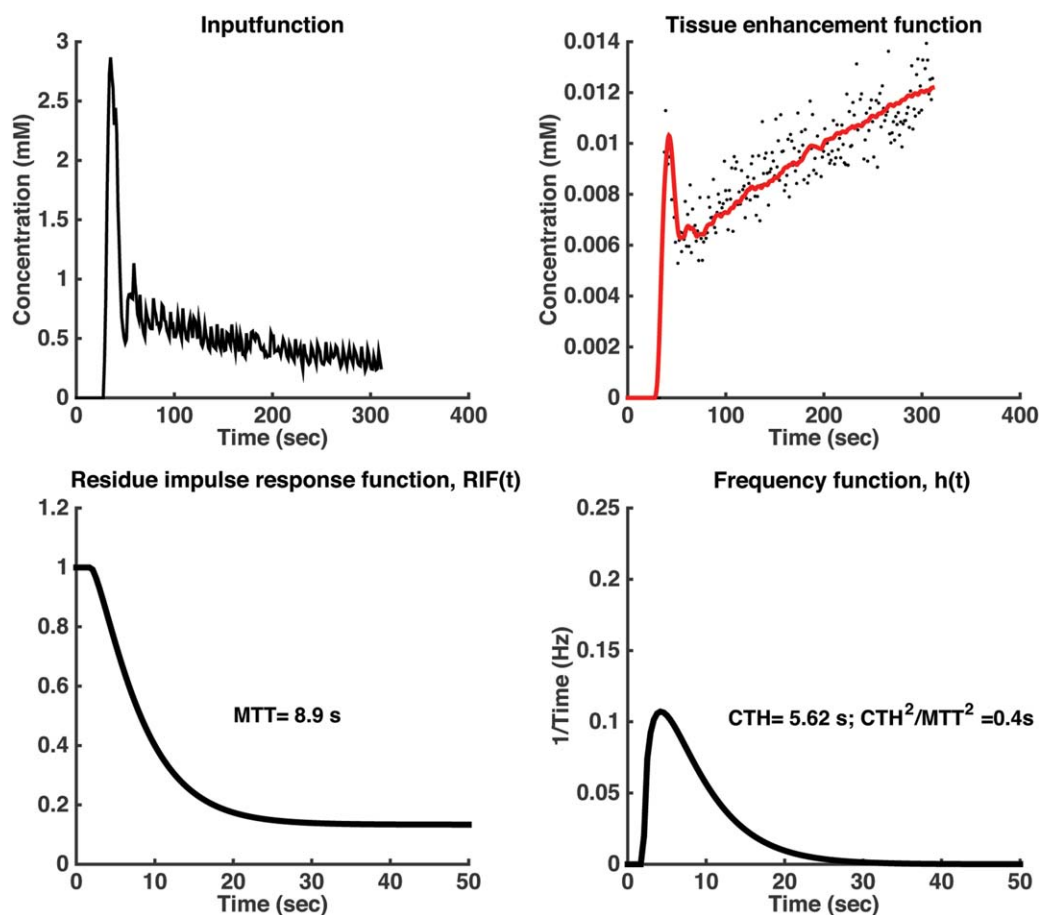 Inputfunction
3
2.5
2
1.5
1
0.5
0
Concentration (mM)
0 100 200 300 400
Time (sec)
Tissue enhancement function
0.014
0.012
0.01
0.008
0.006
0.004
0.002
0
Concentration (mM)
0 100 200 300 400
Time (sec)
Residue impulse response function, RIF(t)
1.2
1
0.8
0.6
0.4
0.2
0
MTT= 8.9 s
0 10 20 30 40 50
Time (sec)
Frequency function, h(t)
0.25
0.2
0.15
0.1
0.05
0
1/Time (Hz)
CTH= 5.62 s; CTH²/MTT² =0.4s
0 10 20 30 40 50
Time (sec)